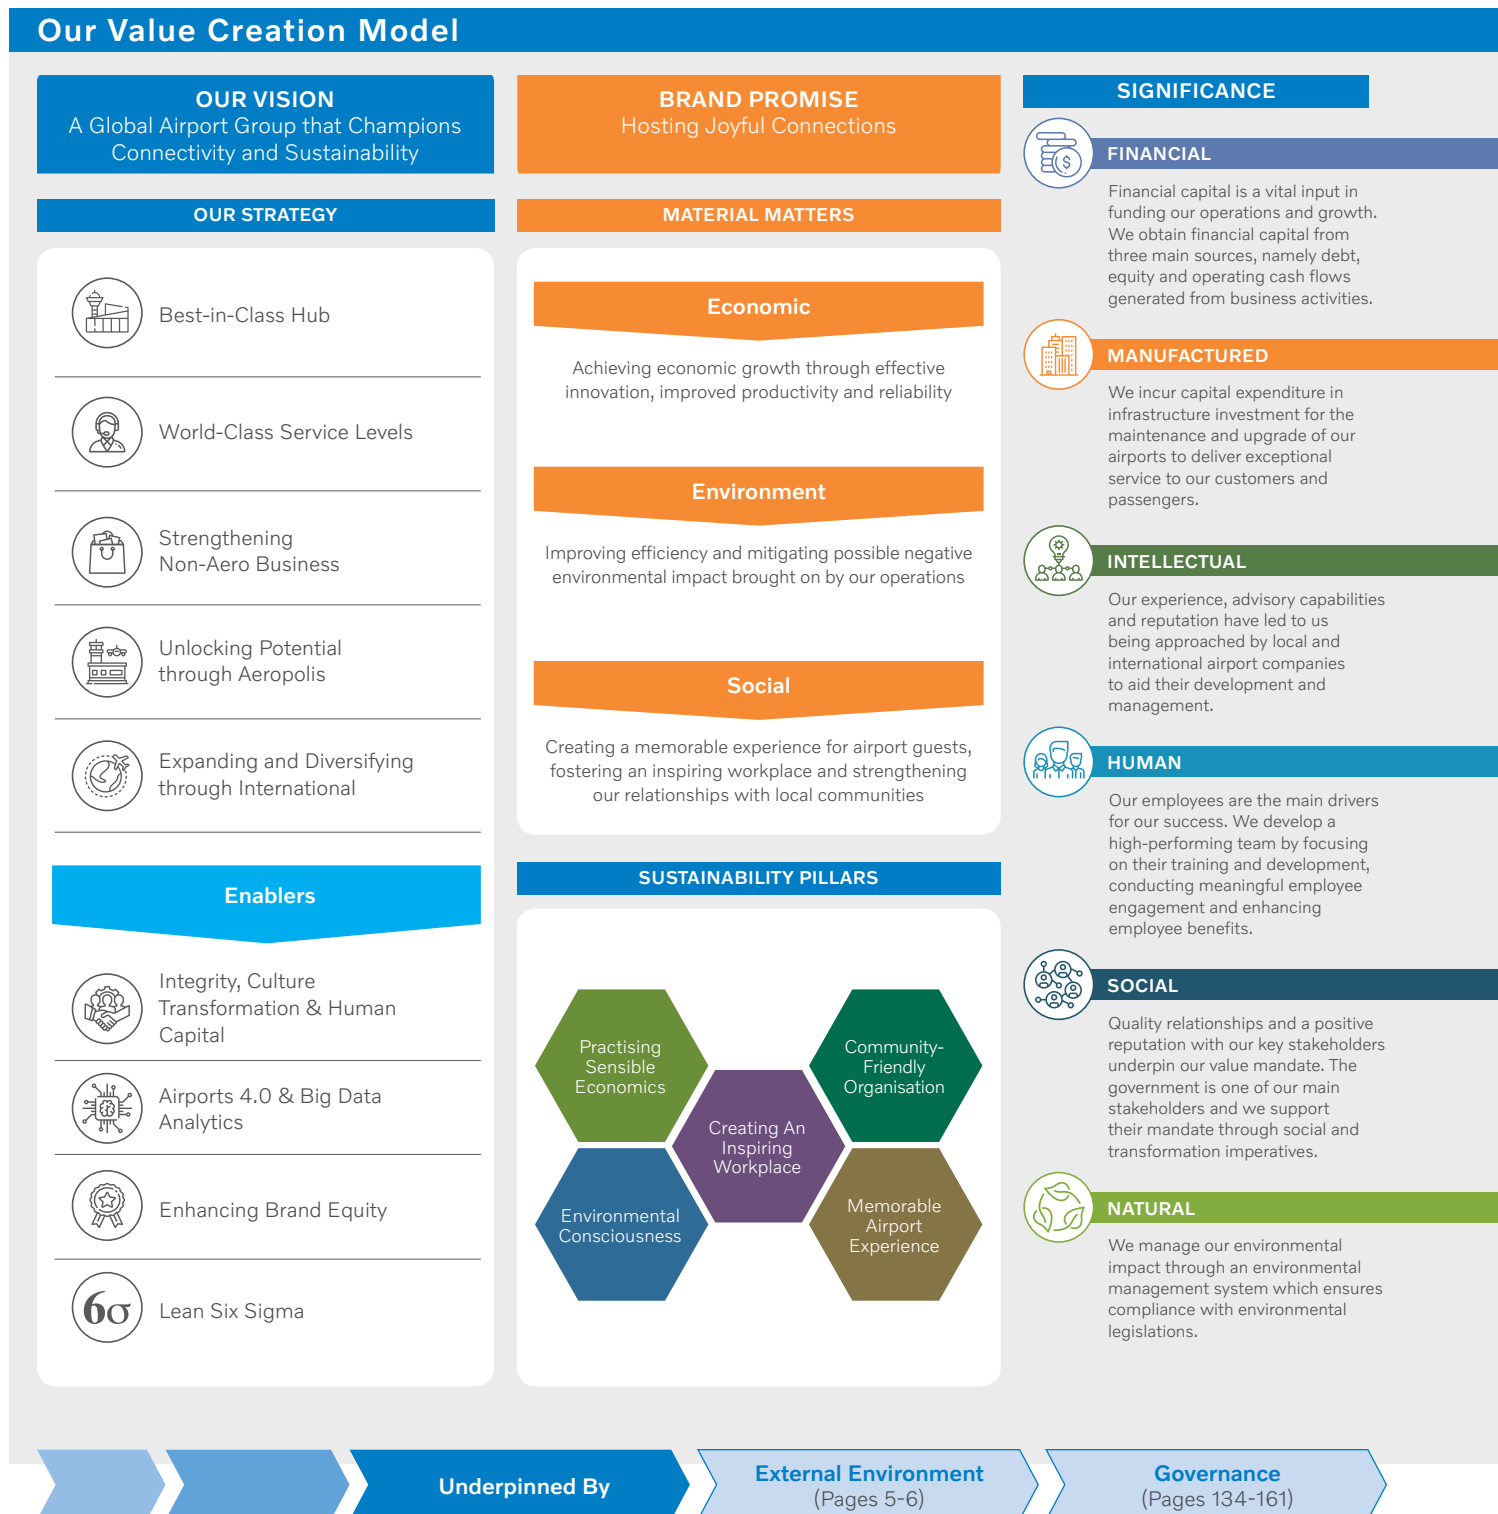 Our Value Creation Model
OUR VISION
A Global Airport Group that Champions
Connectivity and Sustainability
OUR STRATEGY
Best-in-Class Hub
World-Class Service Levels
Strengthening
Non-Aero Business
Unlocking Potential
through Aeropolis
Expanding and Diversifying
through International
Enablers
Integrity, Culture
Transformation & Human
Capital
Airports 4.0 & Big Data
Analytics
Enhancing Brand Equity
6σ
Lean Six Sigma
BRAND PROMISE
Hosting Joyful Connections
MATERIAL MATTERS
Economic
Achieving economic growth through effective
innovation, improved productivity and reliability
Environment
Improving efficiency and mitigating possible negative
environmental impact brought on by our operations
Social
Creating a memorable experience for airport guests,
fostering an inspiring workplace and strengthening
our relationships with local communities
SUSTAINABILITY PILLARS
Practising
Sensible
Economics
Community-
Friendly
Organisation
Creating An
Inspiring
Workplace
Environmental
Consciousness
Memorable
Airport
Experience
SIGNIFICANCE
$
FINANCIAL
Financial capital is a vital input in
funding our operations and growth.
We obtain financial capital from
three main sources, namely debt,
equity and operating cash flows
generated from business activities.
MANUFACTURED
We incur capital expenditure in
infrastructure investment for the
maintenance and upgrade of our
airports to deliver exceptional
service to our customers and
passengers.
INTELLECTUAL
Our experience, advisory capabilities
and reputation have led to us
being approached by local and
international airport companies
to aid their development and
management.
HUMAN
Our employees are the main drivers
for our success. We develop a
high-performing team by focusing
on their training and development,
conducting meaningful employee
engagement and enhancing
employee benefits.
SOCIAL
Quality relationships and a positive
reputation with our key stakeholders
underpin our value mandate. The
government is one of our main
stakeholders and we support
their mandate through social and
transformation imperatives.
NATURAL
We manage our environmental
impact through an environmental
management system which ensures
compliance with environmental
legislations.
Underpinned By
External Environment
(Pages 5-6)
Governance
(Pages 134-161)